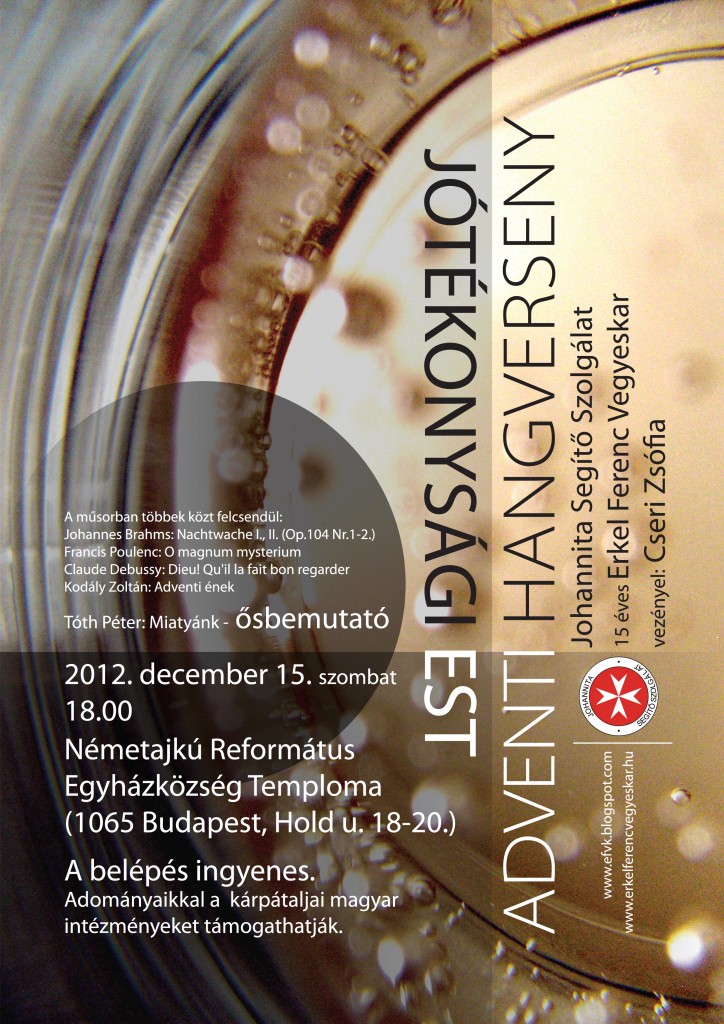 JÓTÉKONYSÁGI EST
ADVENTI HANGVERSENY
Johannita Segítő Szolgálat
15 éves Erkel Ferenc Vegyeskar
vezényel: Cseri Zsófia
JOHANNITA
SEGÍTŐ SZOLGÁLAT
www.efvk.blogspot.com
www.erkelferencvegyeskar.hu
A műsorban többek közt felcsendül:
Johannes Brahms: Nachtwache I., II. (Op.104 Nr.1-2.)
Francis Poulenc: O magnum mysterium
Claude Debussy: Dieu! Qu'il la fait bon regarder
Kodály Zoltán: Adventi ének
Tóth Péter: Miatyánk - ősbemutató
2012. december 15. szombat
18.00
Németajkú Református
Egyházközség Temploma
(1065 Budapest, Hold u. 18-20.)
A belépés ingyenes.
Adományaikkal a kárpátaljai magyar
intézményeket támogathatják.